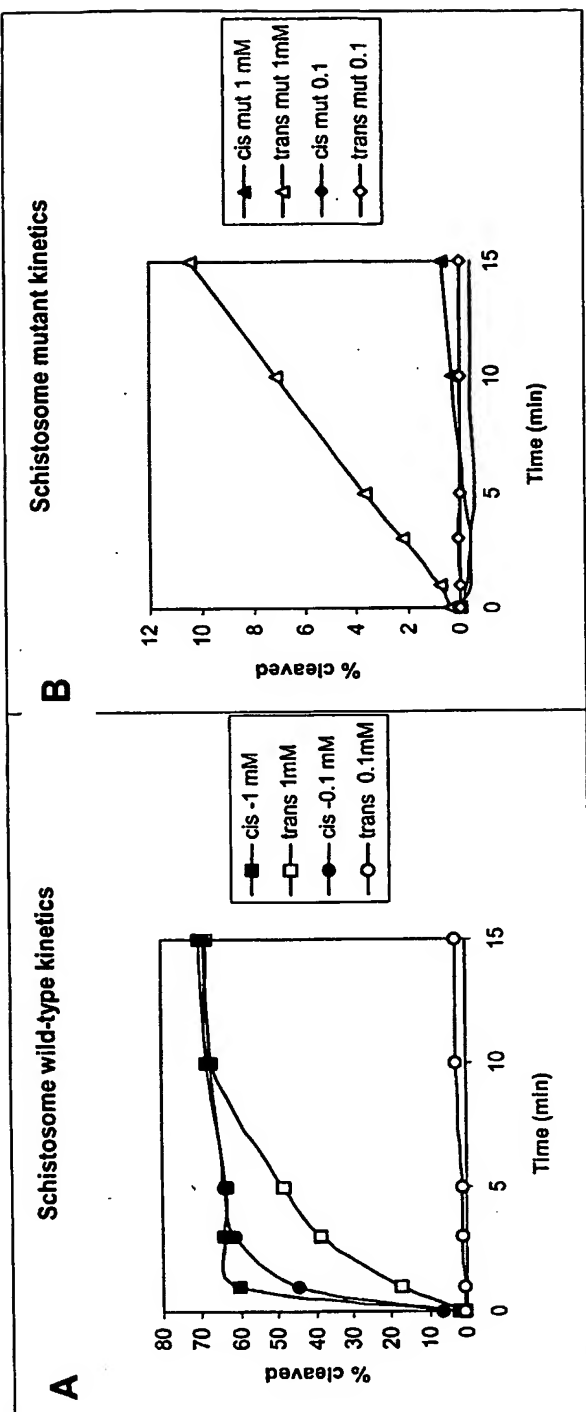 A
Schistosome wild-type kinetics
% cleaved
80
70
60
50
40
30
20
10
0
0
5
10
15
Time (min)
cis -1 mM
trans 1mM
cis -0.1 mM
trans 0.1mM
B
Schistosome mutant kinetics
% cleaved
12
10
8
6
4
2
0
0
5
10
15
Time (min)
cis mut 1 mM
trans mut 1mM
cis mut 0.1
trans mut 0.1